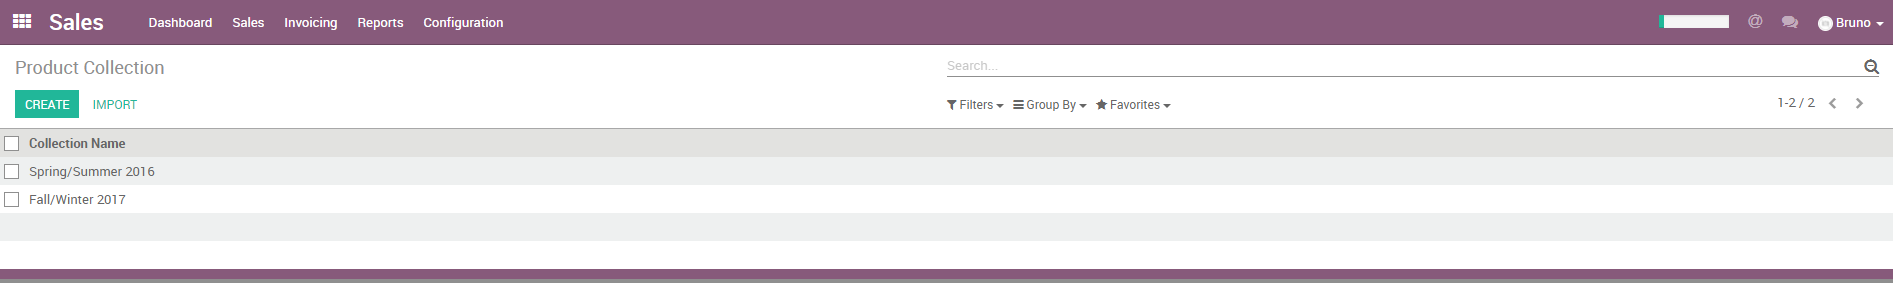 Sales Dashboard Sales Invoicing Reports Configuration @ Bruno
Product Collection Search...
CREATE IMPORT Filters Group By Favorites 1-2 / 2
Collection Name
Spring/Summer 2016
Fall/Winter 2017